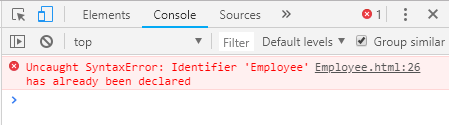 Elements Console Sources » 1
top Filter Default levels ▼ Group similar
Uncaught SyntaxError: Identifier 'Employee' Employee.html:26
has already been declared